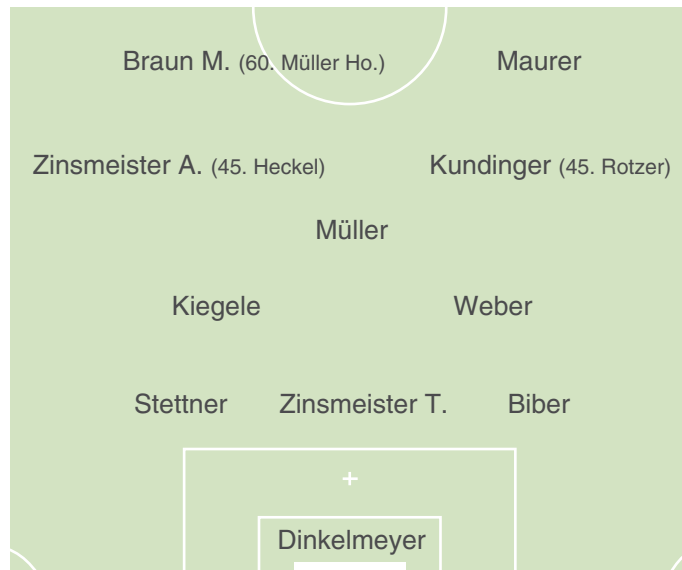 Braun M. (60. Müller Ho.) Maurer
Zinsmeister A. (45. Heckel) Kundinger (45. Rotzer)
Müller
Kiegele Weber
Stettner Zinsmeister T. Biber
Dinkelmeyer